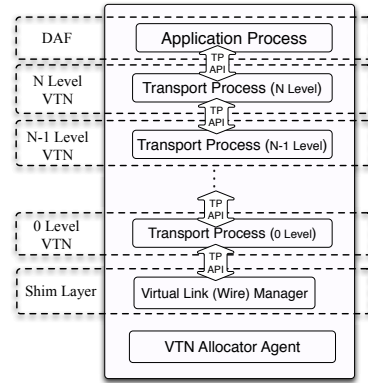 DAF
Application Process
TP
API
N Level
VTN
Transport Process (N Level)
TP
API
N-1 Level
VTN
Transport Process (N-1 Level)
TP
API
0 Level
VTN
Transport Process (0 Level)
TP
API
Shim Layer
Virtual Link (Wire) Manager
VTN Allocator Agent